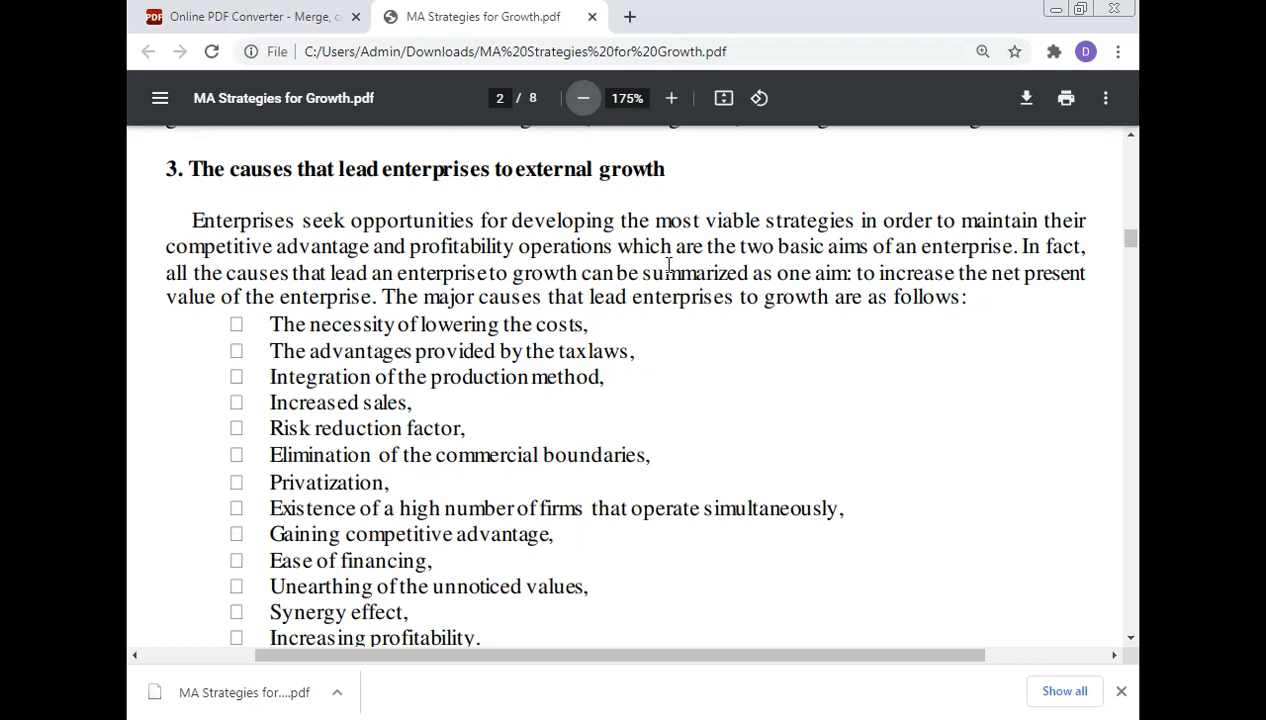 PDF Online PDF Converter - Merge, c
MA Strategies for Growth.pdf
File C:/Users/Admin/Downloads/MA%20Strategies%20for%20Growth.pdf
D
MA Strategies for Growth.pdf 2 / 8 175%
3. The causes that lead enterprises to external growth
Enterprises seek opportunities for developing the most viable strategies in order to maintain their
competitive advantage and profitability operations which are the two basic aims of an enterprise. In fact,
all the causes that lead an enterprise to growth can be summarized as one aim: to increase the net present
value of the enterprise. The major causes that lead enterprises to growth are as follows:
The necessity of lowering the costs,
The advantages provided by the tax laws,
Integration of the production method,
Increased sales,
Risk reduction factor,
Elimination of the commercial boundaries,
Privatization,
Existence of a high number of firms that operate simultaneously,
Gaining competitive advantage,
Ease of financing,
Unearthing of the unnoticed values,
Synergy effect,
Increasing profitability.
MA Strategies for....pdf
Show all